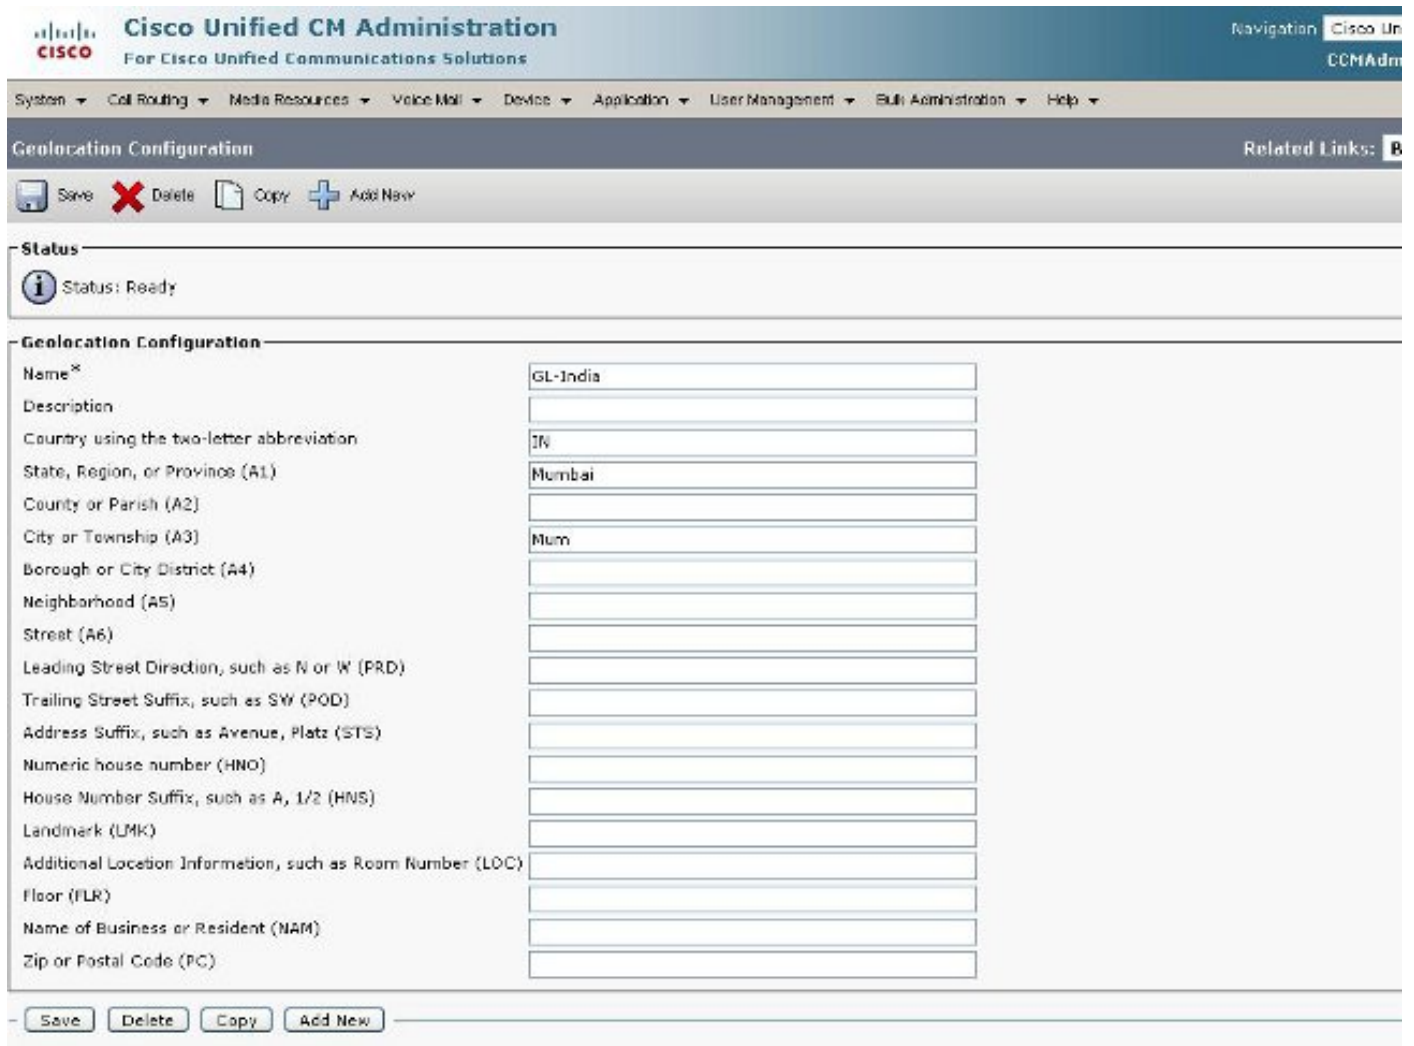 Cisco Unified CM Administration
Navigation Cisco Un
CISCO
For Cisco Unified Communications Solutions
CCMAdm
System Call Routing Media Resources Voice Mail Device Application User Management Bulk Administration Help
Geolocation Configuration
Related Links: B
Save Delete Copy Add New
Status
Status: Ready
Geolocation Configuration
Name* GL-India
Description
Country using the two-letter abbreviation IN
State, Region, or Province (A1) Mumbai
County or Parish (A2)
City or Township (A3) Mum
Borough or City District (A4)
Neighborhood (A5)
Street (A6)
Leading Street Direction, such as N or W (PRD)
Trailing Street Suffix, such as SW (POD)
Address Suffix, such as Avenue, Platz (STS)
Numeric house number (HNO)
House Number Suffix, such as A, 1/2 (HNS)
Landmark (LMK)
Additional Location Information, such as Room Number (LOC)
Floor (FLR)
Name of Business or Resident (NAM)
Zip or Postal Code (PC)
Save Delete Copy Add New